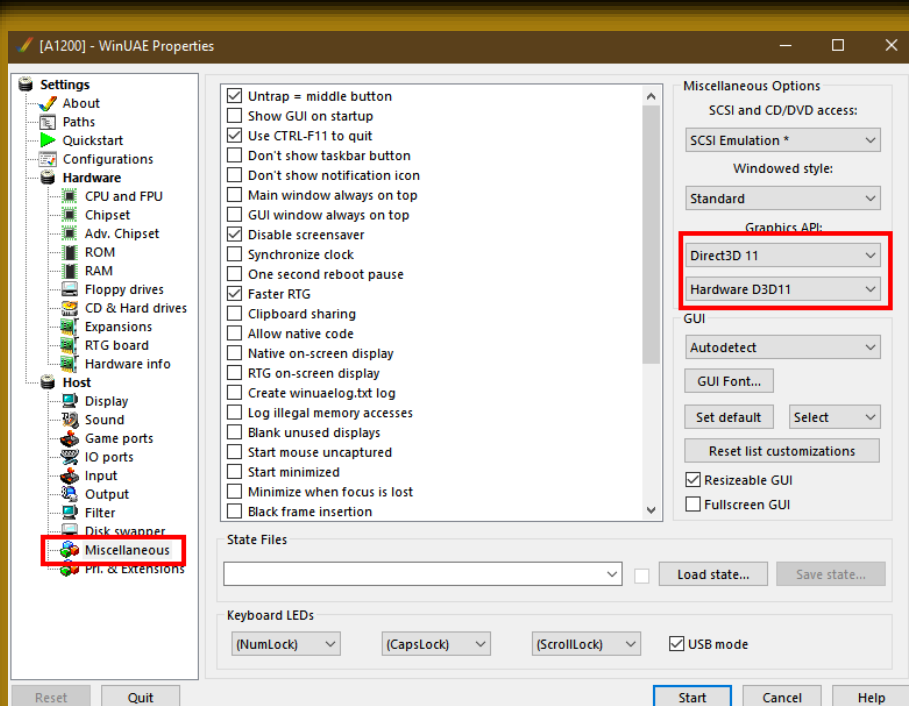 [A1200] - WinUAE Properties
Settings
About
Paths
Quickstart
Configurations
Hardware
CPU and FPU
Chipset
Adv. Chipset
ROM
RAM
Floppy drives
CD & Hard drives
Expansions
RTG board
Hardware info
Host
Display
Sound
Game ports
IO ports
Input
Output
Filter
Disk swapper
Miscellaneous
Pri. & Extensions
Untrap = middle button
Show GUI on startup
Use CTRL-F11 to quit
Don't show taskbar button
Don't show notification icon
Main window always on top
GUI window always on top
Disable screensaver
Synchronize clock
One second reboot pause
Faster RTG
Clipboard sharing
Allow native code
Native on-screen display
RTG on-screen display
Create winuaelog.txt log
Log illegal memory accesses
Blank unused displays
Start mouse uncaptured
Start minimized
Minimize when focus is lost
Black frame insertion
Miscellaneous Options
SCSI and CD/DVD access:
SCSI Emulation *
Windowed style:
Standard
Graphics API:
Direct3D 11
Hardware D3D11
GUI
Autodetect
GUI Font...
Set default Select
Reset list customizations
Resizeable GUI
Fullscreen GUI
State Files
Load state... Save state...
Keyboard LEDs
(NumLock) (CapsLock) (ScrollLock) USB mode
Reset Quit Start Cancel Help